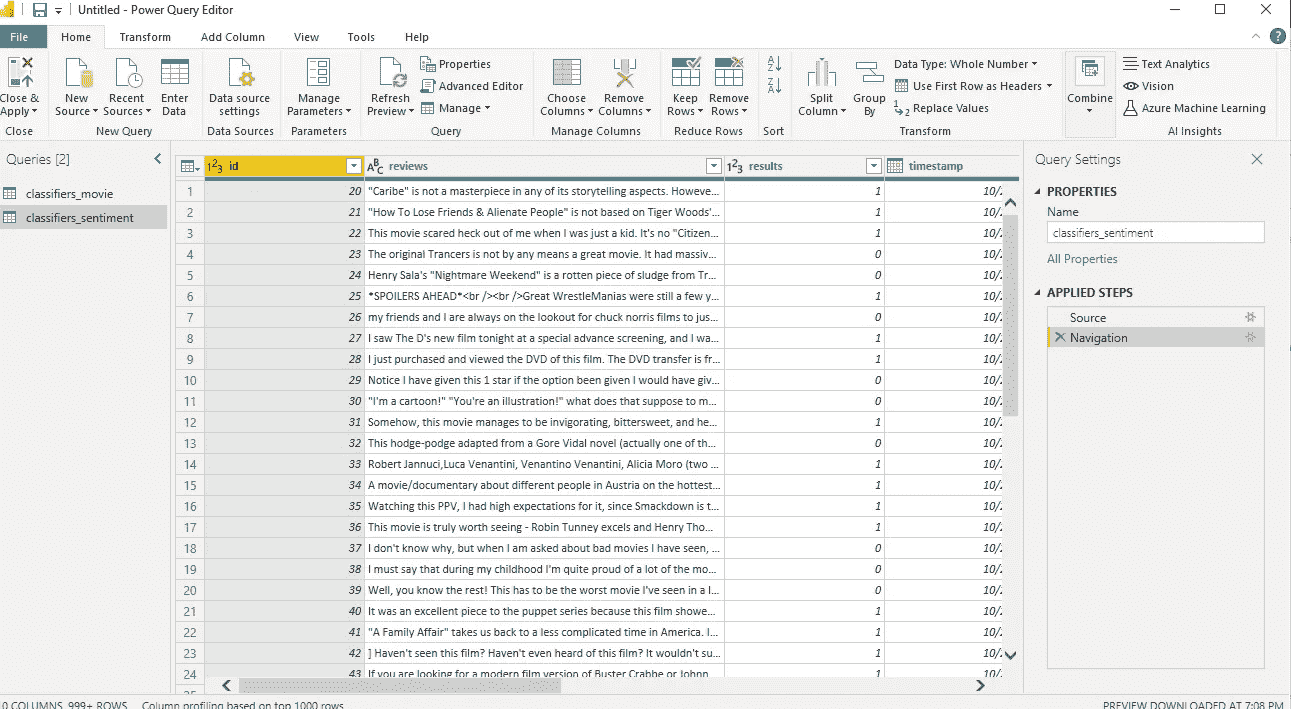 Untitled - Power Query Editor
File Home Transform Add Column View Tools Help
Close & Apply
New Source
Recent Sources
Enter Data
Data source settings
Manage Parameters
Refresh Preview
Properties
Advanced Editor
Manage
Choose Columns
Remove Columns
Keep Rows
Remove Rows
Split Column
Group By
Data Type: Whole Number
Use First Row as Headers
Replace Values
Combine
Text Analytics
Vision
Azure Machine Learning
Close New Query Data Sources Parameters Query Manage Columns Reduce Rows Sort Transform AI Insights
Queries [2]
classifiers_movie
classifiers_sentiment
id reviews results timestamp
1 20 "Caribe" is not a masterpiece in any of its storytelling aspects. Howeve... 1 10/
2 21 "How To Lose Friends & Alienate People" is not based on Tiger Woods'... 1 10/
3 22 This movie scared heck out of me when I was just a kid. It's no "Citizen... 1 10/
4 23 The original Trancers is not by any means a great movie. It had massiv... 0 10/
5 24 Henry Sala's "Nightmare Weekend" is a rotten piece of sludge from Tr... 0 10/
6 25 *SPOILERS AHEAD*<br /><br />Great WrestleManias were still a few y... 1 10/
7 26 my friends and I are always on the lookout for chuck norris films to jus... 0 10/
8 27 I saw The D's new film tonight at a special advance screening, and I wa... 1 10/
9 28 I just purchased and viewed the DVD of this film. The DVD transfer is fr... 1 10/
10 29 Notice I have given this 1 star if the option been given I would have giv... 0 10/
11 30 "I'm a cartoon!" "You're an illustration!" what does that suppose to m... 0 10/
12 31 Somehow, this movie manages to be invigorating, bittersweet, and he... 1 10/
13 32 This hodge-podge adapted from a Gore Vidal novel (actually one of th... 0 10/
14 33 Robert Jannuci,Luca Venantini, Venantino Venantini, Alicia Moro (two ... 1 10/
15 34 A movie/documentary about different people in Austria on the hottest... 1 10/
16 35 Watching this PPV, I had high expectations for it, since Smackdown is t... 1 10/
17 36 This movie is truly worth seeing - Robin Tunney excels and Henry Tho... 1 10/
18 37 I don't know why, but when I am asked about bad movies I have seen, ... 0 10/
19 38 I must say that during my childhood I'm quite proud of a lot of the mo... 0 10/
20 39 Well, you know the rest! This has to be the worst movie I've seen in a l... 0 10/
21 40 It was an excellent piece to the puppet series because this film showe... 1 10/
22 41 "A Family Affair" takes us back to a less complicated time in America. I... 1 10/
23 42 ] Haven't seen this film? Haven't even heard of this film? It wouldn't su... 1 10/
24 43 If you are looking for a modern film version of Buster Crabbe or Johnn 1 10/
Query Settings
PROPERTIES
Name
classifiers_sentiment
All Properties
APPLIED STEPS
Source
Navigation
0 COLUMNS, 999+ ROWS Column profiling based on top 1000 rows
PREVIEW DOWNLOADED AT 7:08 PM